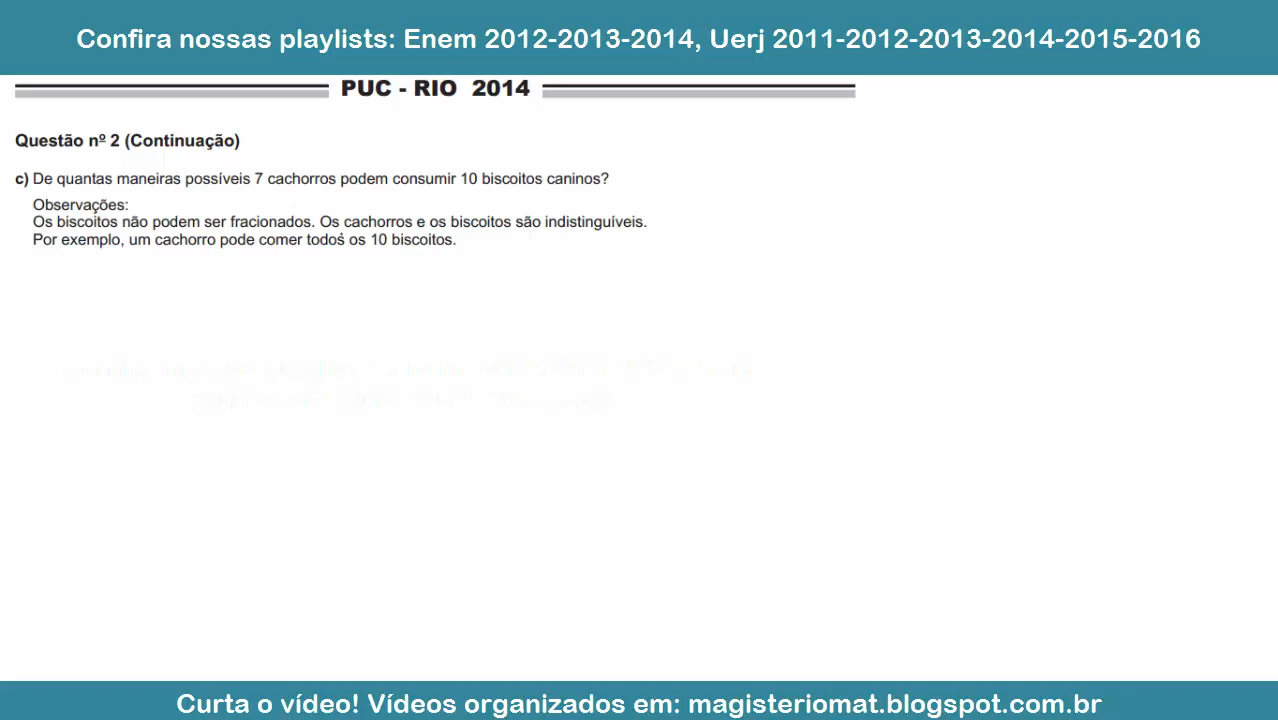 Confira nossas playlists: Enem 2012-2013-2014, Uerj 2011-2012-2013-2014-2015-2016
PUC - RIO 2014
Questão nº 2 (Continuação)
c) De quantas maneiras possíveis 7 cachorros podem consumir 10 biscoitos caninos?
Observações:
Os biscoitos não podem ser fracionados. Os cachorros e os biscoitos são indistinguíveis.
Por exemplo, um cachorro pode comer todos os 10 biscoitos.
Curta o vídeo! Vídeos organizados em: magisteriomat.blogspot.com.br